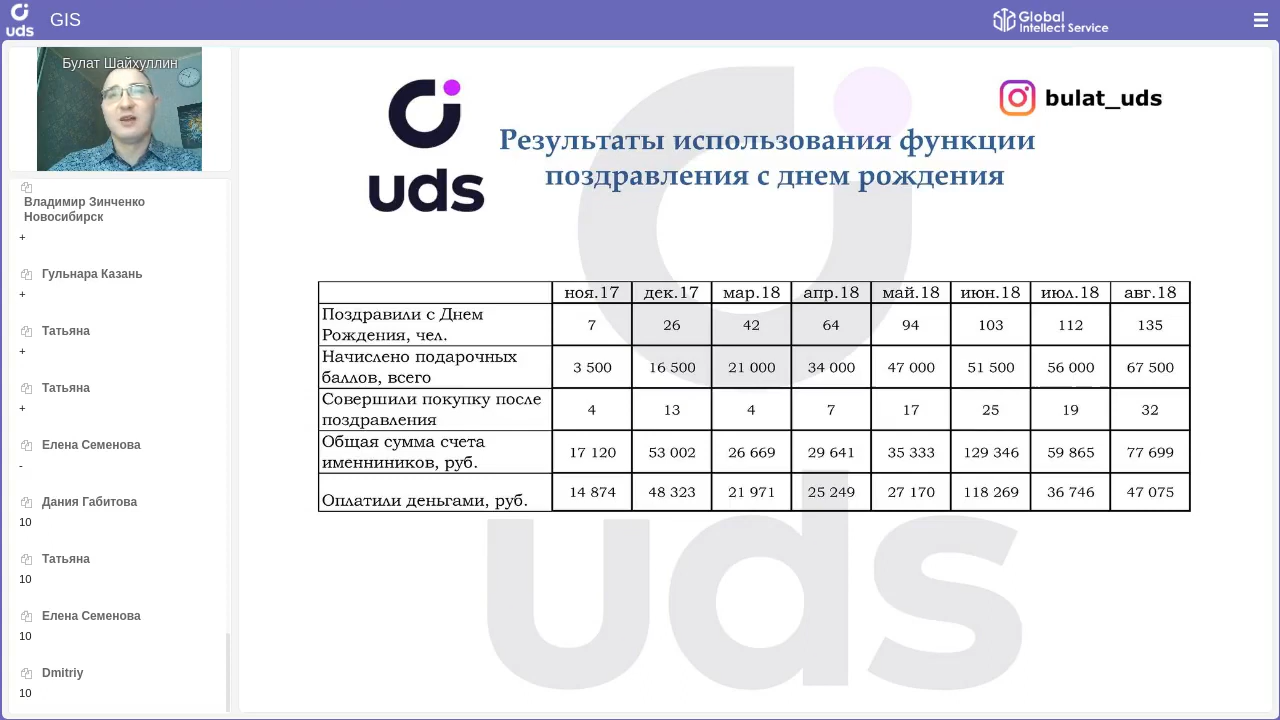 uds
GIS
Global
Intellect Service
Булат Шайхуллин
Владимир Зинченко
Новосибирск
+
Гульнара Казань
+
Татьяна
+
Татьяна
+
Елена Семенова
-
Дания Габитова
10
Татьяна
10
Елена Семенова
10
Dmitriy
10
uds
bulat_uds
Результаты использования функции
поздравления с днем рождения
ноя.17 дек.17 мар.18 апр.18 май.18 июн.18 июл.18 авг.18
Поздравили с Днем
Рождения, чел. 7 26 42 64 94 103 112 135
Начислено подарочных
баллов, всего 3 500 16 500 21 000 34 000 47 000 51 500 56 000 67 500
Совершили покупку после
поздравления 4 13 4 7 17 25 19 32
Общая сумма счета
именниников, руб. 17 120 53 002 26 669 29 641 35 333 129 346 59 865 77 699
Оплатили деньгами, руб. 14 874 48 323 21 971 25 249 27 170 118 269 36 746 47 075
uds